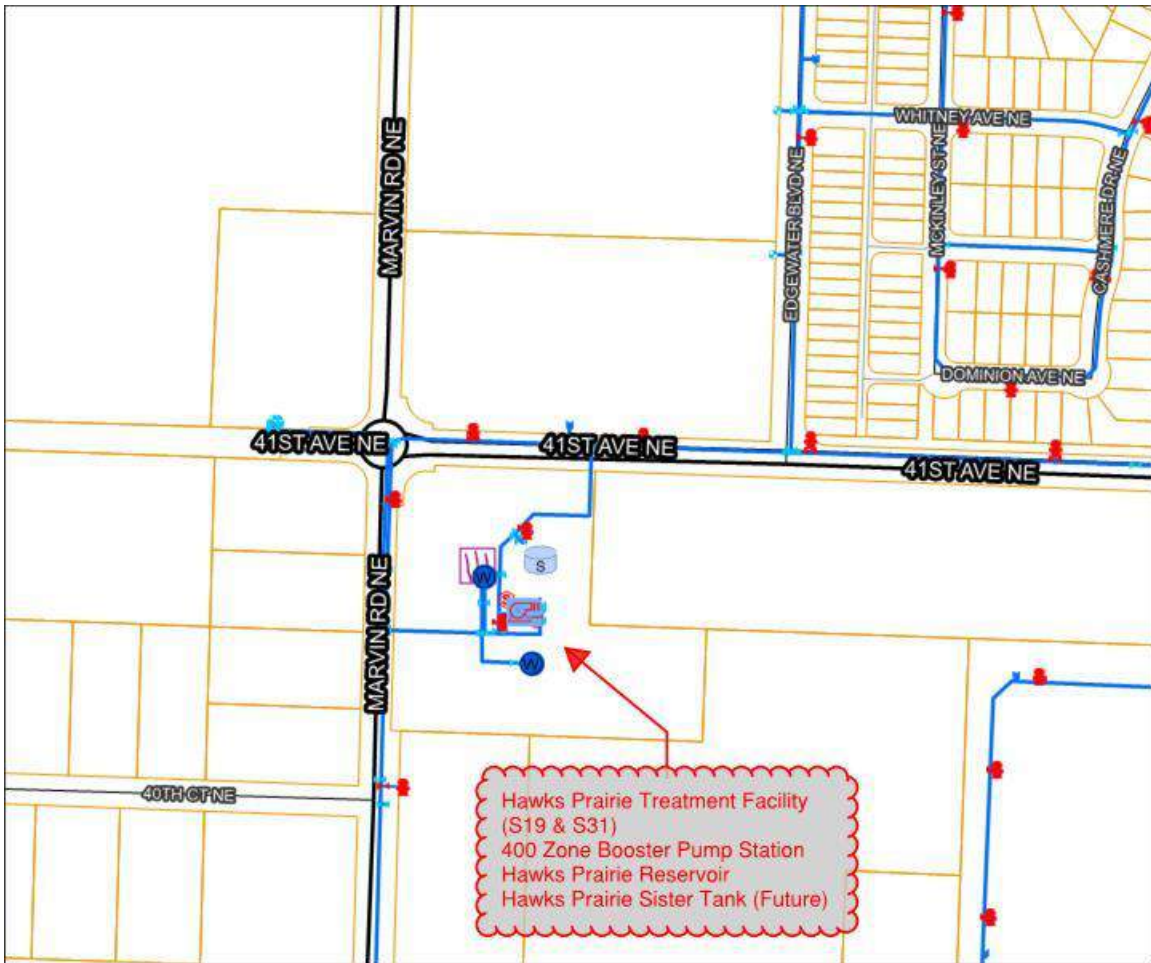 MARVIN RD NE
WHITNEY AVE NE
EDGEWATER BLVD NE
MCKINLEY ST NE
CASHMERE DR NE
DOMINION AVE NE
41ST AVE NE
41ST AVE NE
41ST AVE NE
S
W
W
MARVIN RD NE
40TH CT NE
Hawks Prairie Treatment Facility
(S19 & S31)
400 Zone Booster Pump Station
Hawks Prairie Reservoir
Hawks Prairie Sister Tank (Future)